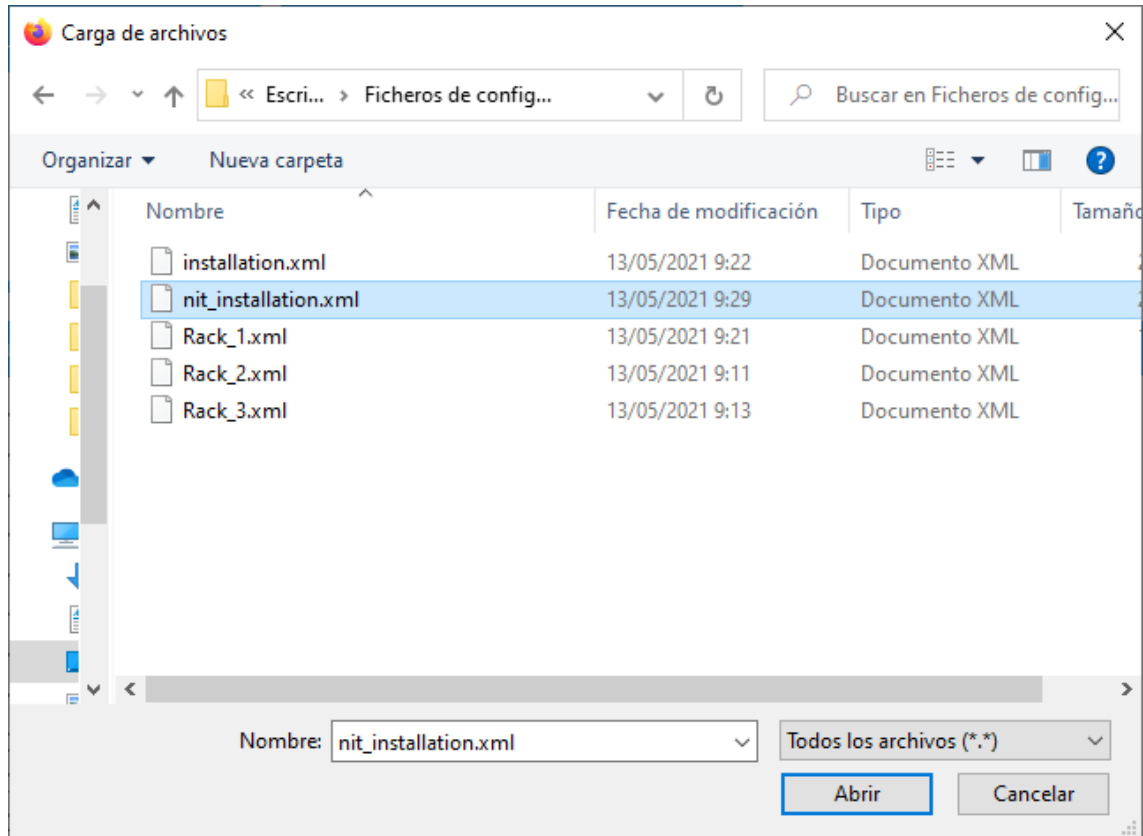 Carga de archivos
« Escri... › Ficheros de config... Buscar en Ficheros de config...
Organizar Nueva carpeta ?
Nombre Fecha de modificación Tipo Tamaño
installation.xml 13/05/2021 9:22 Documento XML
nit_installation.xml 13/05/2021 9:29 Documento XML
Rack_1.xml 13/05/2021 9:21 Documento XML
Rack_2.xml 13/05/2021 9:11 Documento XML
Rack_3.xml 13/05/2021 9:13 Documento XML
Nombre: nit_installation.xml Todos los archivos (*.*)
Abrir Cancelar